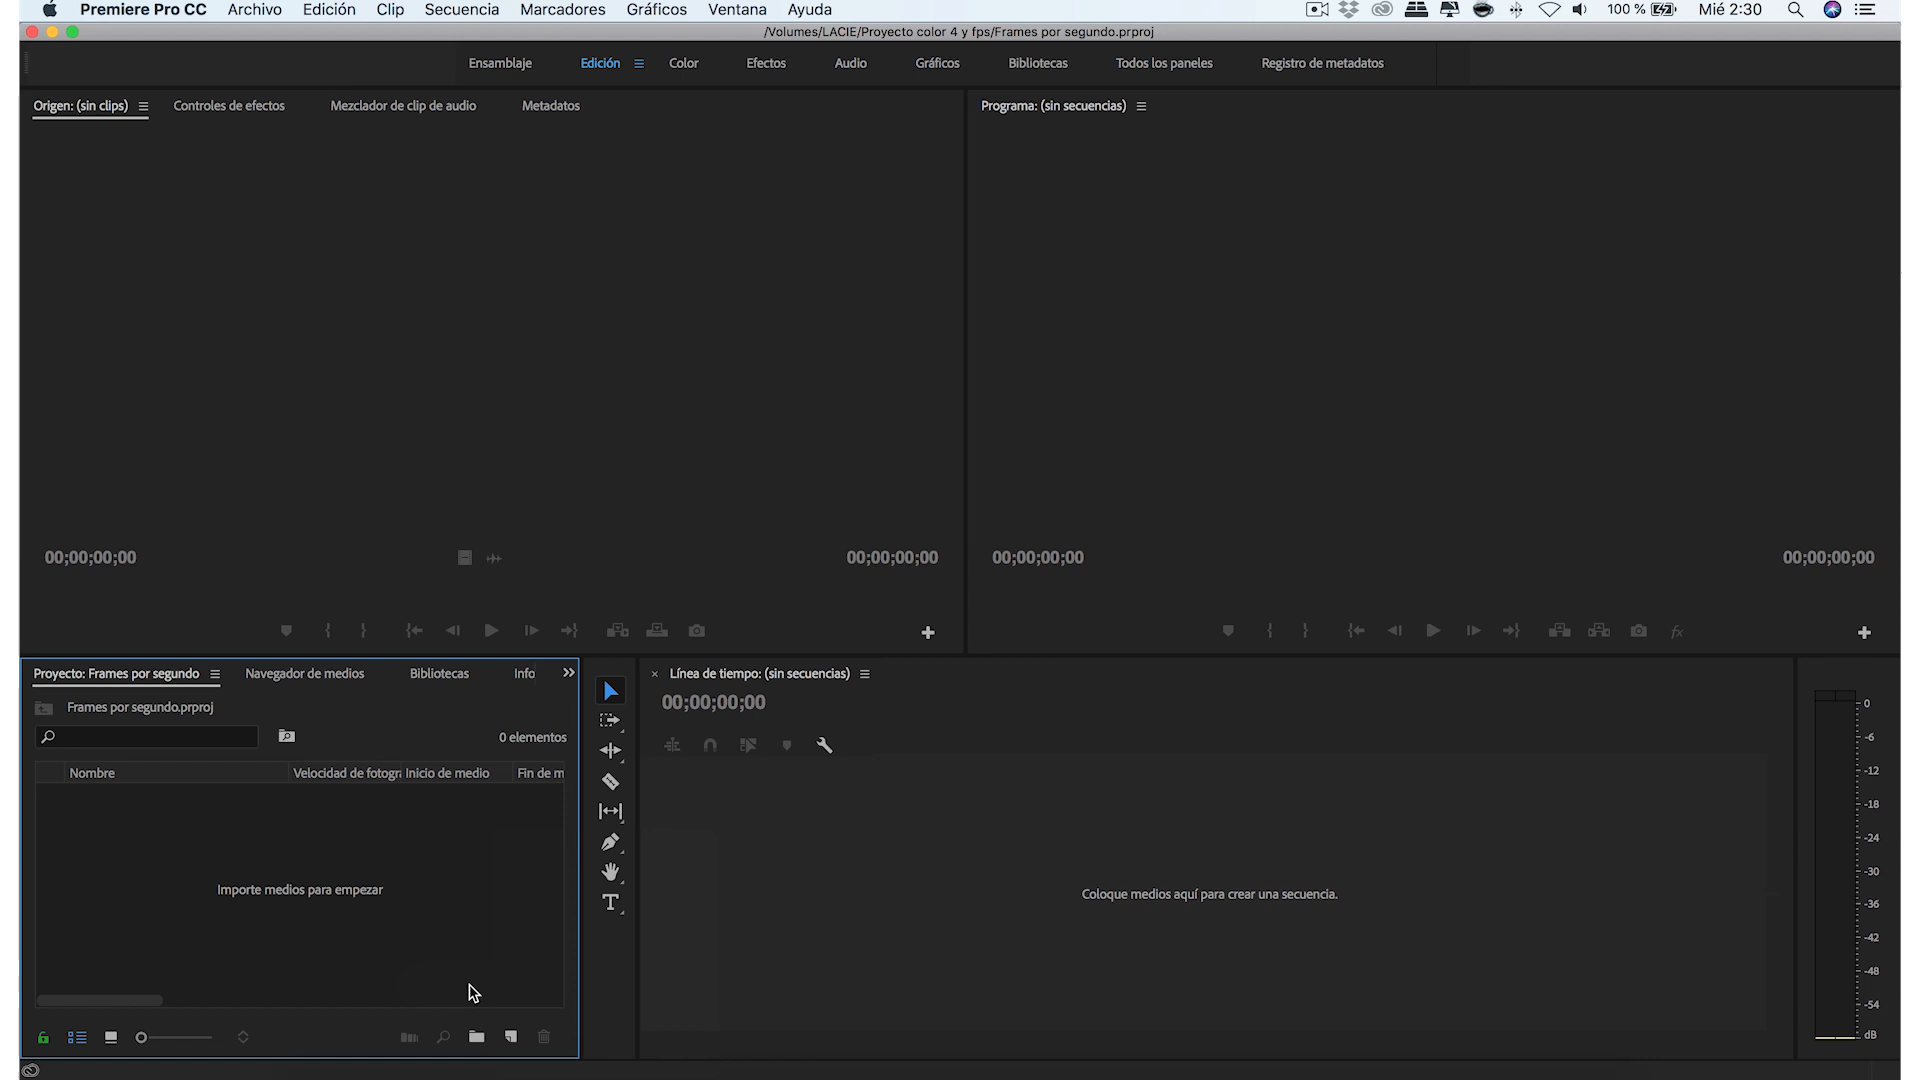 Premiere Pro CC Archivo Edición Clip Secuencia Marcadores Gráficos Ventana Ayuda 100 % Mié 2:30
/Volumes/LACIE/Proyecto color 4 y fps/Frames por segundo.prproj
Ensamblaje Edición Color Efectos Audio Gráficos Bibliotecas Todos los paneles Registro de metadatos
Origen: (sin clips) Controles de efectos Mezclador de clip de audio Metadatos
Programa: (sin secuencias)
00;00;00;00 00;00;00;00
00;00;00;00 00;00;00;00
fx
Proyecto: Frames por segundo Navegador de medios Bibliotecas Info
Frames por segundo.prproj
0 elementos
Nombre Velocidad de fotogra Inicio de medio Fin de m
Importe medios para empezar
T
Línea de tiempo: (sin secuencias)
00;00;00;00
Coloque medios aquí para crear una secuencia.
0
-6
-12
-18
-24
-30
-36
-42
-48
-54
dB